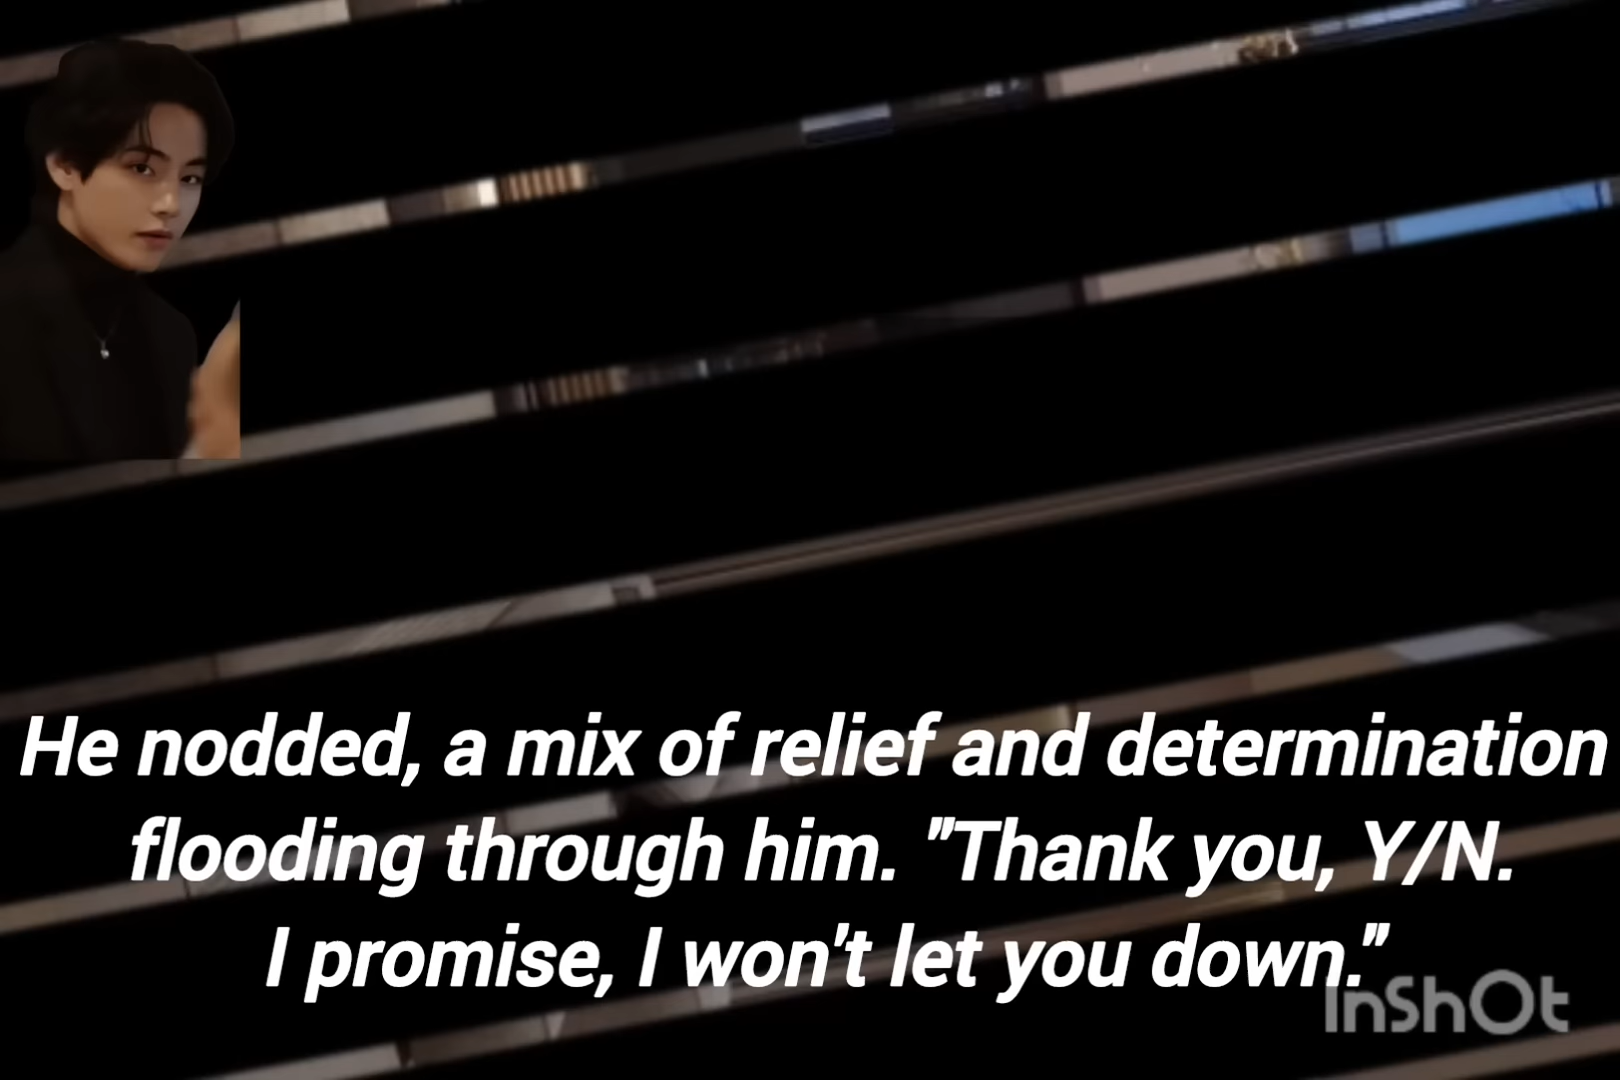 He nodded, a mix of relief and determination
flooding through him. "Thank you, Y/N.
I promise, I won't let you down."
InShOt